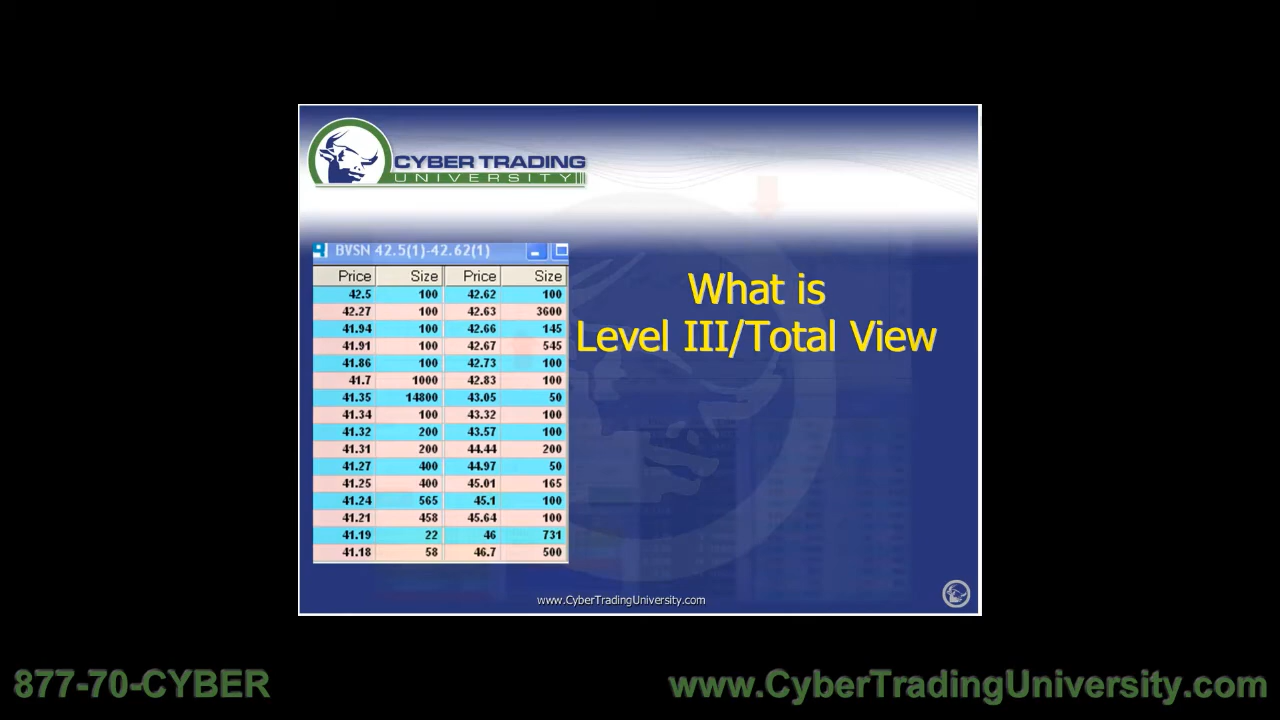 CYBER TRADING
UNIVERSITY
BVSN 42.5(1)-42.62(1)
Price Size Price Size
42.5 100 42.62 100
42.27 100 42.63 3600
41.94 100 42.66 145
41.91 100 42.67 545
41.86 100 42.73 100
41.7 1000 42.83 100
41.35 14800 43.05 50
41.34 100 43.32 100
41.32 200 43.57 100
41.31 200 44.44 200
41.27 400 44.97 50
41.25 400 45.01 165
41.24 565 45.1 100
41.21 458 45.64 100
41.19 22 46 731
41.18 58 46.7 500
What is
Level III/Total View
www.CyberTradingUniversity.com
877-70-CYBER
www.CyberTradingUniversity.com